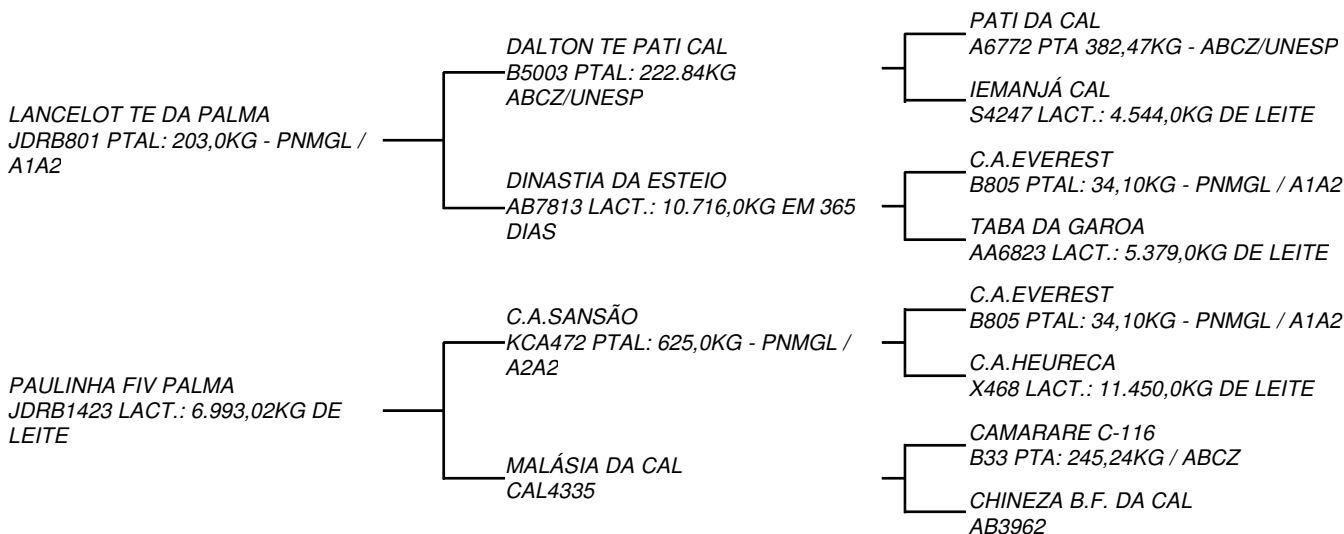 LANCELOT TE DA PALMA
JDRB801 PTAL: 203,0KG - PNMGL /
A1A2
DALTON TE PATI CAL
B5003 PTAL: 222.84KG
ABCZ/UNESP
PATI DA CAL
A6772 PTA 382,47KG - ABCZ/UNESP
IEMANJÁ CAL
S4247 LACT.: 4.544,0KG DE LEITE
DINASTIA DA ESTEIO
AB7813 LACT.: 10.716,0KG EM 365
DIAS
C.A.EVEREST
B805 PTAL: 34,10KG - PNMGL / A1A2
TABA DA GAROA
AA6823 LACT.: 5.379,0KG DE LEITE
PAULINHA FIV PALMA
JDRB1423 LACT.: 6.993,02KG DE
LEITE
C.A.SANSÃO
KCA472 PTAL: 625,0KG - PNMGL /
A2A2
C.A.EVEREST
B805 PTAL: 34,10KG - PNMGL / A1A2
C.A.HEURECA
X468 LACT.: 11.450,0KG DE LEITE
MALÁSIA DA CAL
CAL4335
CAMARARE C-116
B33 PTA: 245,24KG / ABCZ
CHINEZA B.F. DA CAL
AB3962